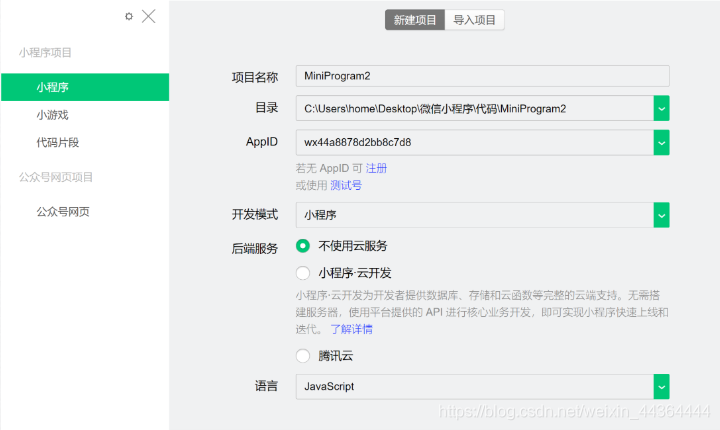 新建项目 导入项目
小程序项目
小程序
小游戏
代码片段
公众号网页项目
公众号网页
项目名称 MiniProgram2
目录 C:\Users\home\Desktop\微信小程序\代码\MiniProgram2
AppID wx44a8878d2bb8c7d8
若无 AppID 可 注册
或使用 测试号
开发模式 小程序
后端服务 不使用云服务
小程序·云开发
小程序·云开发为开发者提供数据库、存储和云函数等完整的云端支持。无需搭
建服务器，使用平台提供的 API 进行核心业务开发，即可实现小程序快速上线和
迭代。 了解详情
腾讯云
语言 JavaScript
https://blog.csdn.net/weixin_44364444